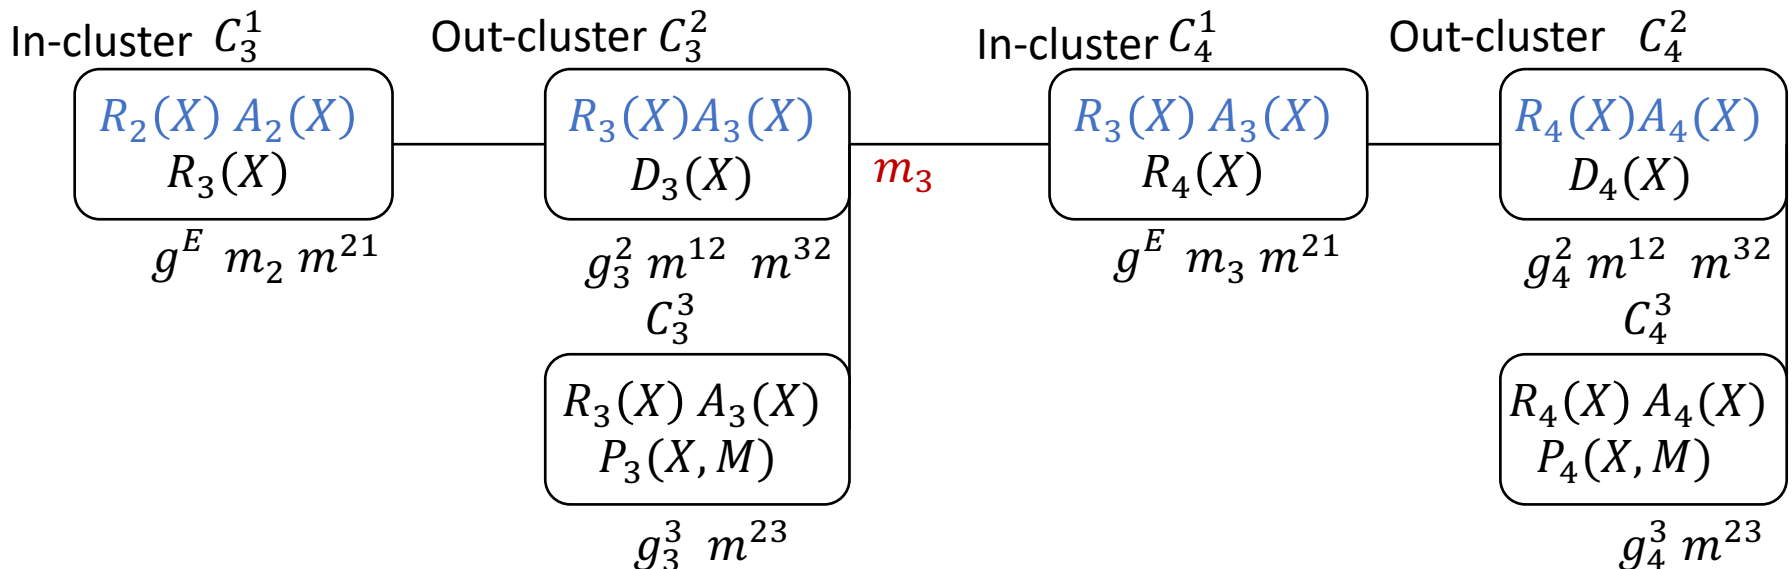 In-cluster $C_3^1$ Out-cluster $C_3^2$ In-cluster $C_4^1$ Out-cluster $C_4^2$
$R_2(X)\ A_2(X)$ $R_3(X)A_3(X)$ $R_3(X)\ A_3(X)$ $R_4(X)A_4(X)$
$R_3(X)$ $D_3(X)$ $m_3$ $R_4(X)$ $D_4(X)$
$g^E\ m_2\ m^{21}$ $g_3^2\ m^{12}\ m^{32}$ $g^E\ m_3\ m^{21}$ $g_4^2\ m^{12}\ m^{32}$
$C_3^3$ $C_4^3$
$R_3(X)\ A_3(X)$ $R_4(X)\ A_4(X)$
$P_3(X, M)$ $P_4(X, M)$
$g_3^3\ m^{23}$ $g_4^3\ m^{23}$